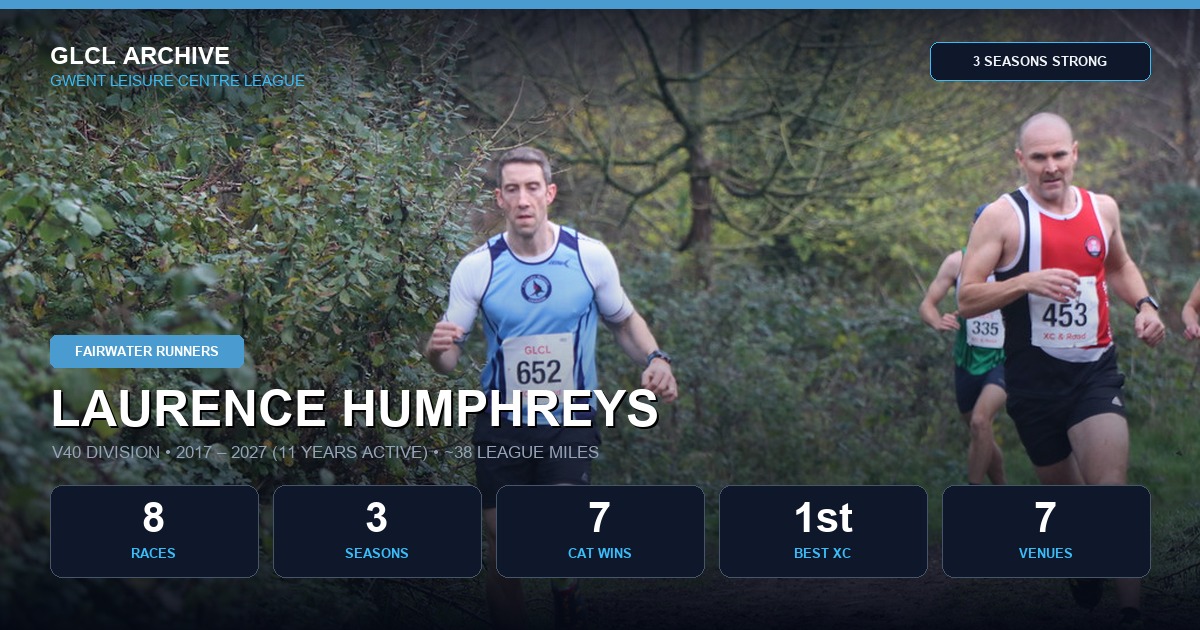 GLCL ARCHIVE
GWENT LEISURE CENTRE LEAGUE
3 SEASONS STRONG
335
453
XC & Road
GLCL
652
FAIRWATER RUNNERS
LAURENCE HUMPHREYS
V40 DIVISION • 2017 – 2027 (11 YEARS ACTIVE) • ~38 LEAGUE MILES
8
RACES
3
SEASONS
7
CAT WINS
1st
BEST XC
7
VENUES